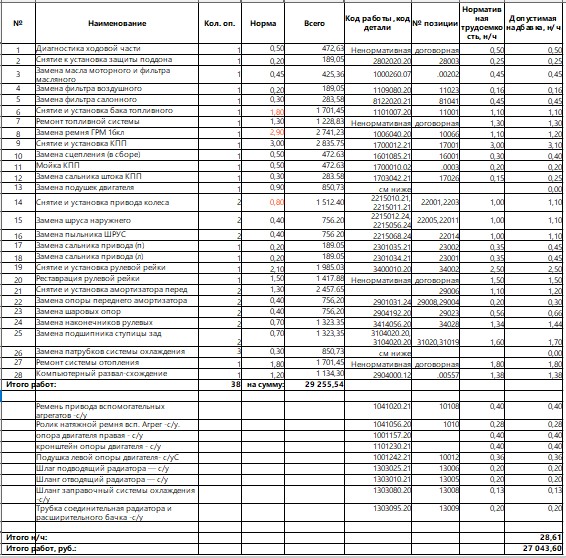 № Наименование Кол. оп. Норма Всего Код работы, код детали № позиции Нормативная трудоемкость, н/ч Допустимая надбавка, н/ч
1 Диагностика ходовой части 1 0,50 472,63 Ненормативная договорная 0,50 0,50
2 Снятие к установка защиты поддона 1 0,20 189,05 2802020.20 28003 0,25 0,25
3 Замена масла моторного и фильтра масляного 1 0,45 425,36 1000260.07 .00202 0,45 0,45
4 Замена фильтра воздушного 1 0,20 189,05 1109080.20 11023 0,16 0,16
5 Замена фильтра салонного 1 0,30 283,58 8122020.21 81041 0,45 0,45
6 Снятие и установка бака топливного 1 1,80 1 701,45 1101007.20 11001 1,10 1,10
7 Ремонт топливной системы 1 1,30 1 228,83 Ненормативная договорная 1,30 1,30
8 Замена ремня ГРМ 16кл 1 2,90 2 741,23 1006040.20 10066 1,10 1,20
9 Снятие и установка КПП 1 3,00 2 835,75 1700012.21 17001 3,00 3,10
10 Замена сцепления (в сборе) 1 0,50 472,63 1601085.21 16001 0,30 0,40
11 Мойка КПП 1 0,50 472,63 1700010.02 .0003 0,20 0,20
12 Замена сальника штока КПП 1 0,30 283,58 1703042.21 17026 0,15 0,25
13 Замена подушек двигателя 1 0,90 850,73 см ниже 0,00
14 Снятие и установка привода колеса 2 0,80 1 512,40 2215010.21, 2215011.21 22001,2203 1,00 1,10
15 Замена шруса наружнего 2 0,40 756,20 2215012.24, 2215056.24 22005,22011 1,00 1,10
16 Замена пыльника ШРУС 2 0,40 756,20 2215068.24 22014 1,00 1,10
17 Замена сальника привода (п) 1 0,20 189,05 2301035.21 23002 0,35 0,45
18 Замена сальника привода (л) 1 0,20 189,05 2301034.21 23001 0,35 0,45
19 Снятие и установка рулевой рейки 1 2,10 1 985,03 3400010.20 34002 2,50 2,50
20 Реставрация рулевой рейки 1 1,50 1 417,88 Ненормативная договорная 1,50 1,50
21 Снятие и установка амортизатора перед 2 1,30 2 457,65 29006 1,10 1,20
22 Замена опоры переднего амортизатора 2 0,40 756,20 2901031.24 29008,29004 0,20 0,30
23 Замена шаровых опор 2 0,40 756,20 2904192.20 29023 0,56 0,66
24 Замена наконечников рулевых 2 0,70 1 323,35 3414056.20 34028 1,34 1,44
25 Замена подшипника ступицы зад 2 0,70 1 323,35 3104020.20, 3104020.20 31020,31019 1,60 1,70
26 Замена патрубков системы охлаждения 3 0,30 850,73 см ниже 0,00
27 Ремонт системы отопления 1 1,80 1 701,45 Ненормативная договорная 1,80 1,80
28 Компьютерный развал-схождение 1 1,20 1 134,30 2904000.12 .00557 1,38 1,38
Итого работ: 38 на сумму: 29 255,54
Ремень привода вспомогательных агрегатов -с/у 1041020.21 10108 0,40 0,40
Ролик натяжной ремня всп. Агрег -с/у. 1041056.20 1010 0,28 0,28
опора двигателя правая - с/у 1001157.20 0,40 0,40
кронштейн опоры двигателя - с/у 1101230.21 0,40 0,40
Подушка левой опоры двигателя- с/уС 1001242.21 10012 0,36 0,36
Шлаг подводящий радиатора — с/у 1303025.21 13006 0,20 0,20
Шланг отводящий радиатора — с/у 1303010.21 13005 0,20 0,20
Шланг заправочный системы охлаждения -с/у 1303080.20 13008 0,13 0,13
Трубка соединительная радиатора и расширительного бачка -с/у 1303095.20 13009 0,20 0,20
Итого н/ч: 28,61
Итого работ, руб.: 27 043,60